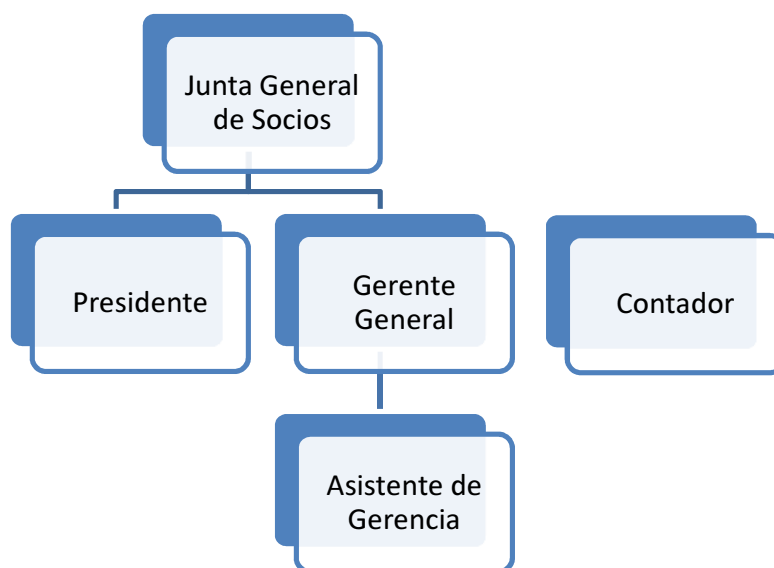 Junta General
de Socios
Presidente
Gerente
General
Contador
Asistente de
Gerencia